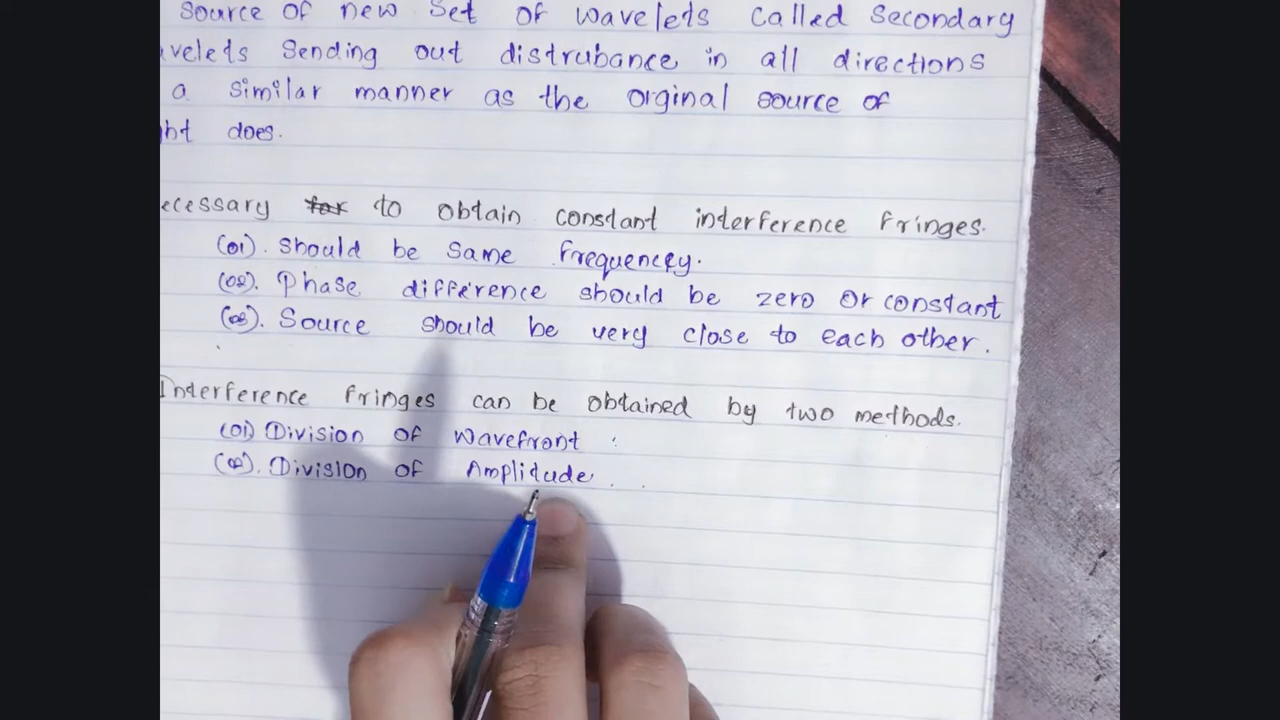 source of new set of wavelets called Secondary
velets Sending out distrubance in all directions
a similar manner as the orginal source of
ht does.
ecessary for to obtain constant interference fringes.
(01). should be same frequencey.
(02). Phase difference should be zero or constant
(03). Source should be very close to each other.
Interference fringes can be obtained by two methods.
(01) Division of wavefront :
(02). Division of Amplidude.